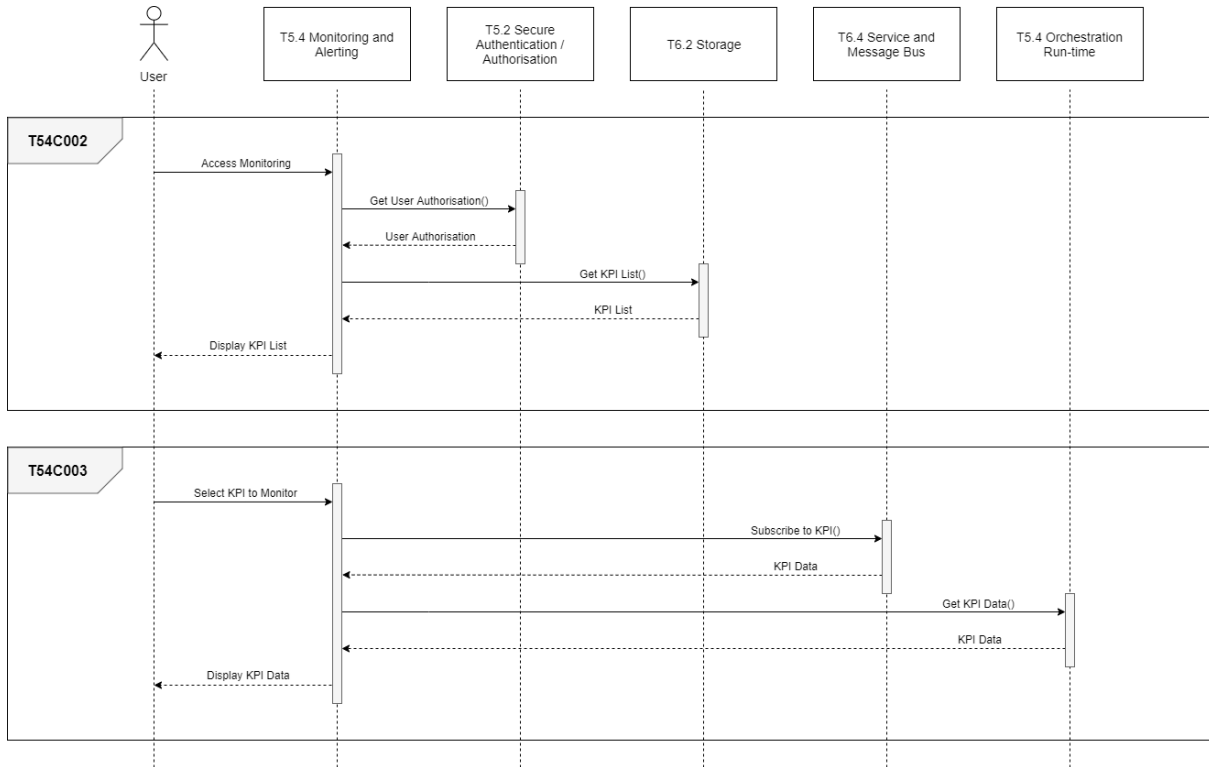 User
T5.4 Monitoring and
Alerting
T5.2 Secure
Authentication /
Authorisation
T6.2 Storage
T6.4 Service and
Message Bus
T5.4 Orchestration
Run-time
T54C002
Access Monitoring
Get User Authorisation()
User Authorisation
Get KPI List()
KPI List
Display KPI List
T54C003
Select KPI to Monitor
Subscribe to KPI()
KPI Data
Get KPI Data()
KPI Data
Display KPI Data